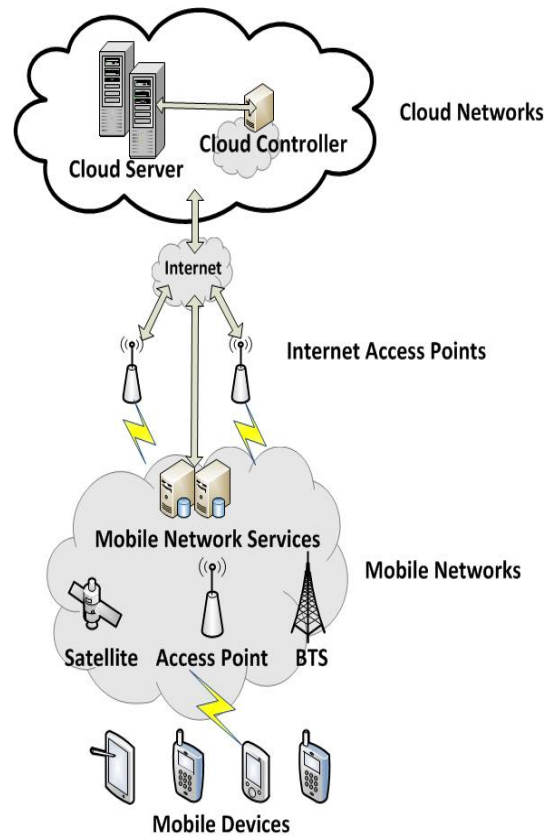 Cloud Networks
Cloud Controller
Cloud Server
Internet
Internet Access Points
Mobile Network Services
Mobile Networks
Satellite Access Point BTS
Mobile Devices